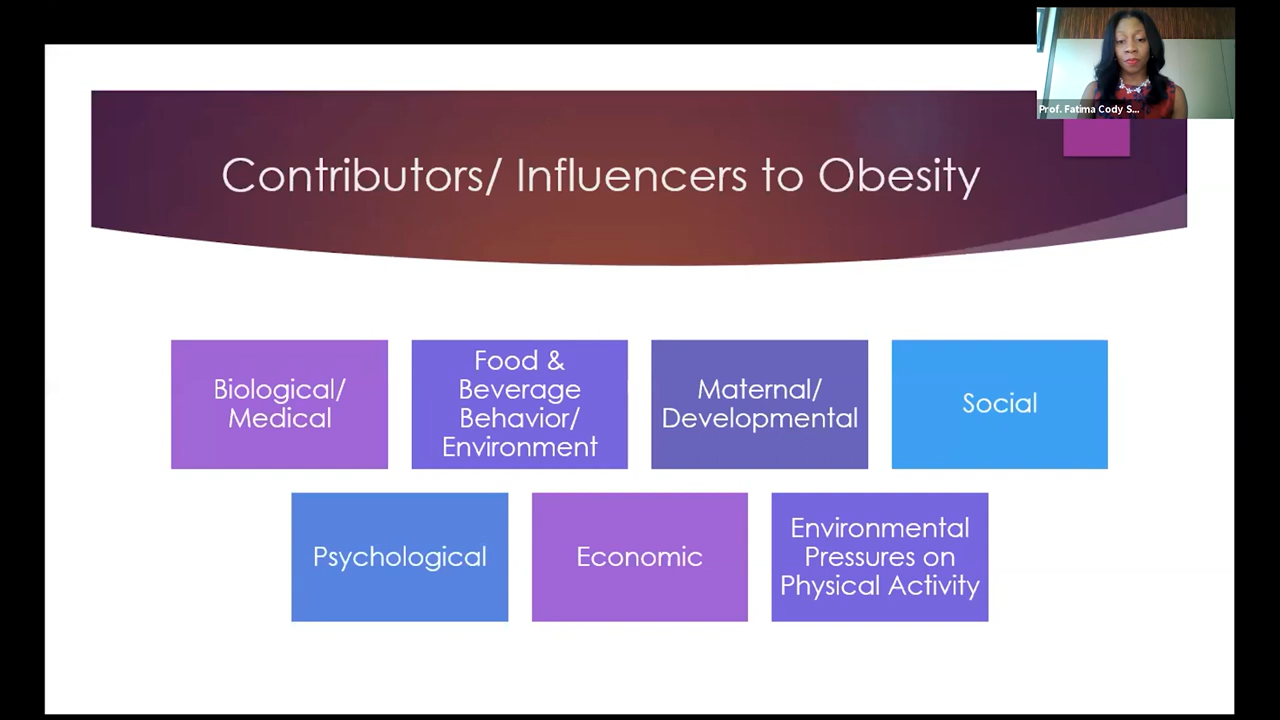 Prof. Fatima Cody S...
Contributors/ Influencers to Obesity
Biological/
Medical
Food &
Beverage
Behavior/
Environment
Maternal/
Developmental
Social
Psychological
Economic
Environmental
Pressures on
Physical Activity